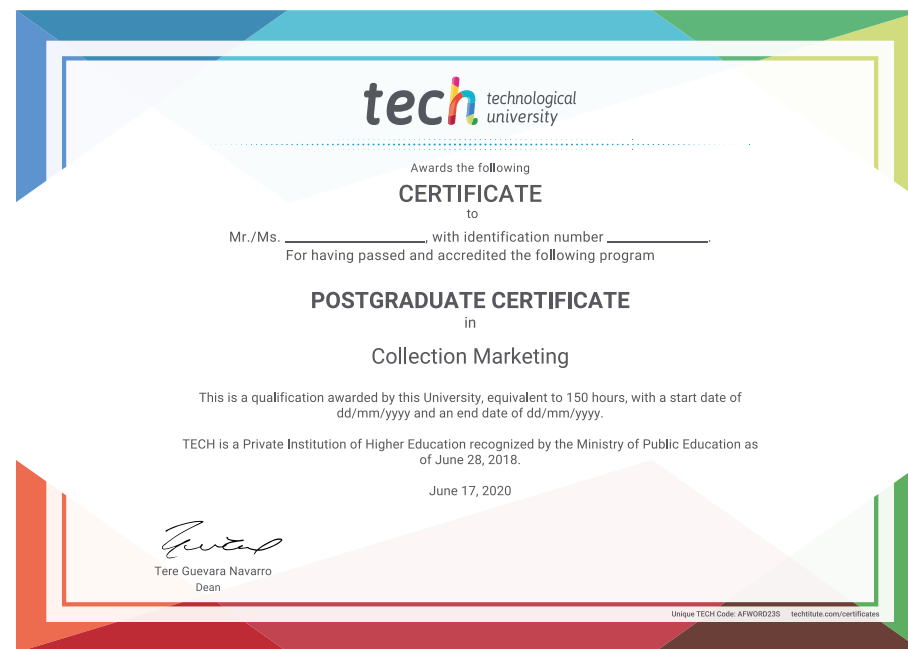 tech technological
university
Awards the following
CERTIFICATE
to
Mr./Ms. ____________________, with identification number ______________.
For having passed and accredited the following program
POSTGRADUATE CERTIFICATE
in
Collection Marketing
This is a qualification awarded by this University, equivalent to 150 hours, with a start date of
dd/mm/yyyy and an end date of dd/mm/yyyy.
TECH is a Private Institution of Higher Education recognized by the Ministry of Public Education as
of June 28, 2018.
June 17, 2020
Tere Guevara Navarro
Dean
Unique TECH Code: AFWORD23S techtitute.com/certificates